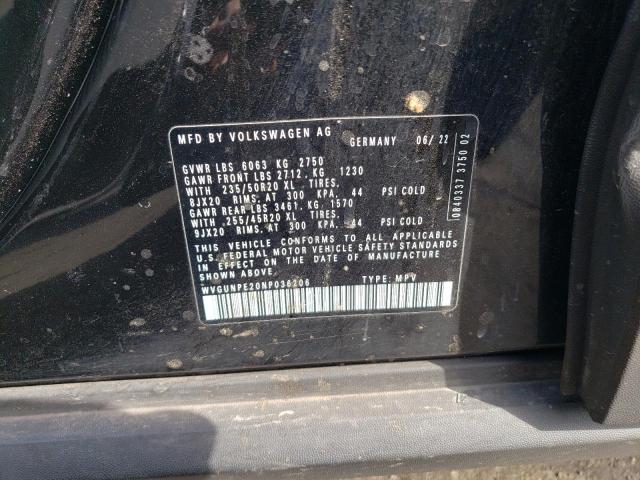 MFD BY VOLKSWAGEN AG GERMANY 06/ 22
GVWR LBS 6063 KG 2750
GAWR FRONT LBS 2712, KG 1230
WITH 235/50R20 XL TIRES,
8JX20 RIMS, AT 300 KPA, 44 PSI COLD
GAWR REAR LBS 3461, KG 1570
WITH 255/45R20 XL TIRES,
9JX20 RIMS, AT 300 KPA, 44 PSI COLD
THIS VEHICLE CONFORMS TO ALL APPLICABLE
U.S. FEDERAL MOTOR VEHICLE SAFETY STANDARDS
IN EFFECT ON THE DATE OF MANUFACTURE
SHOWN ABOVE.
WVGUNPE20NP036206 TYPE: MPV
0840337 3750 02